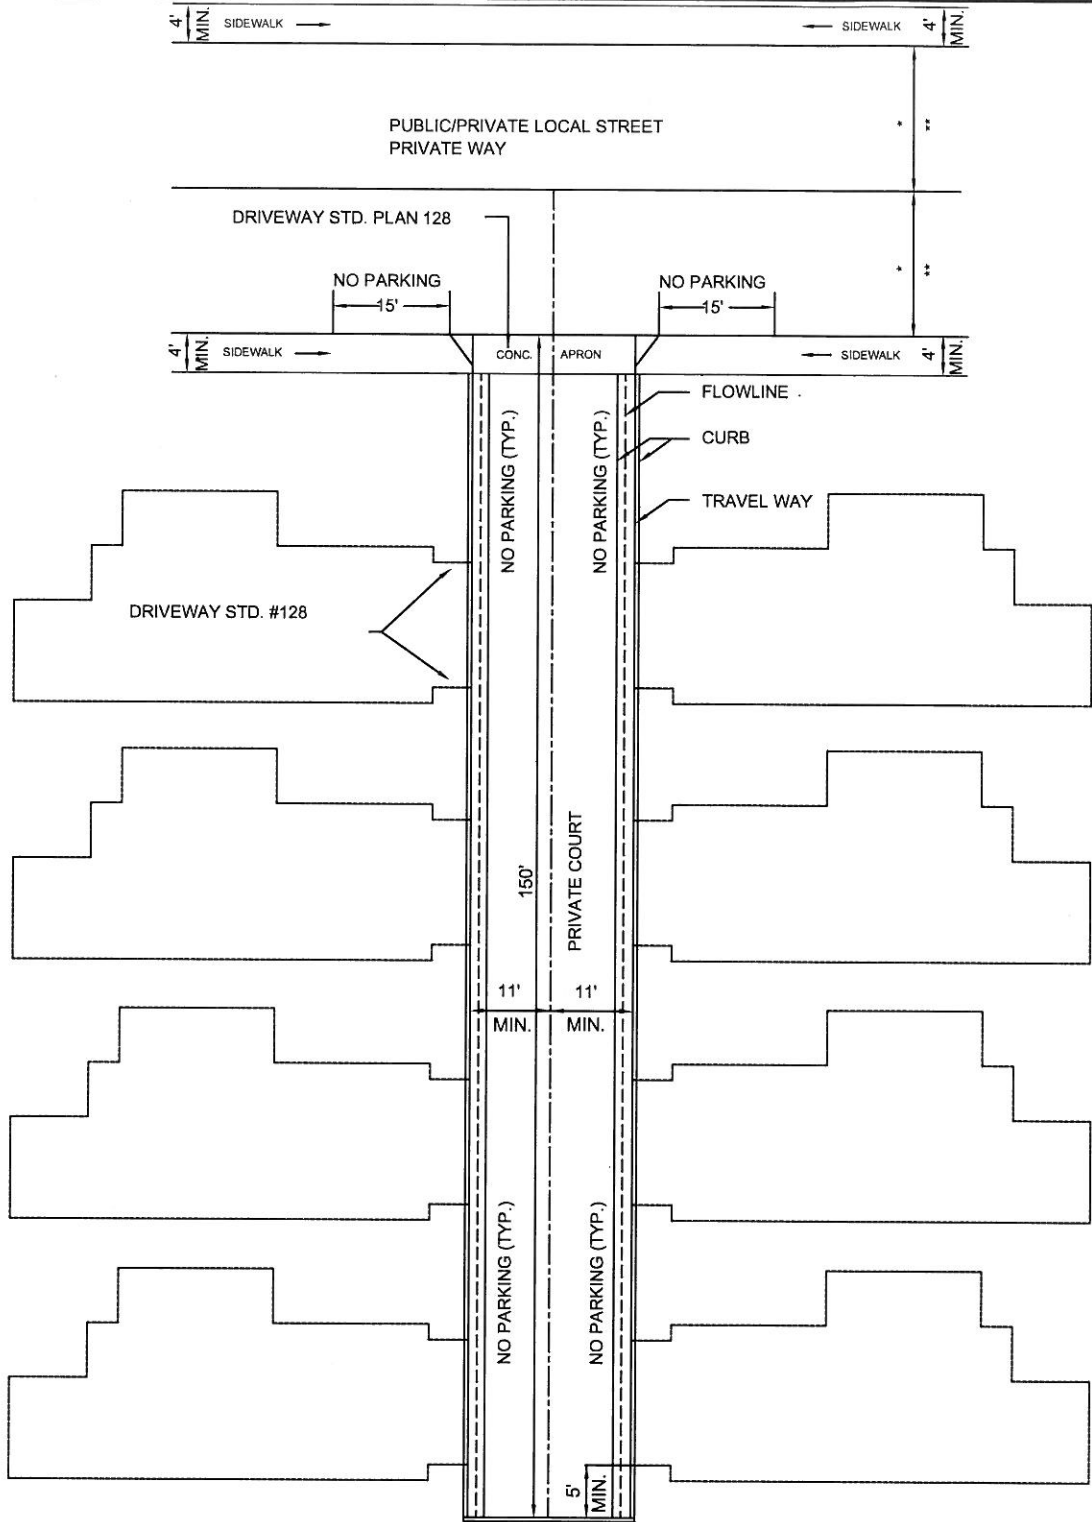 4' MIN. SIDEWALK SIDEWALK 4' MIN.
PUBLIC/PRIVATE LOCAL STREET
PRIVATE WAY
* **
DRIVEWAY STD. PLAN 128
* **
NO PARKING
15'
NO PARKING
15'
4' MIN. SIDEWALK CONC. APRON SIDEWALK 4' MIN.
FLOWLINE
CURB
TRAVEL WAY
NO PARKING (TYP.)
NO PARKING (TYP.)
DRIVEWAY STD. #128
150'
PRIVATE COURT
11'
MIN.
11'
MIN.
NO PARKING (TYP.)
NO PARKING (TYP.)
5'
MIN.